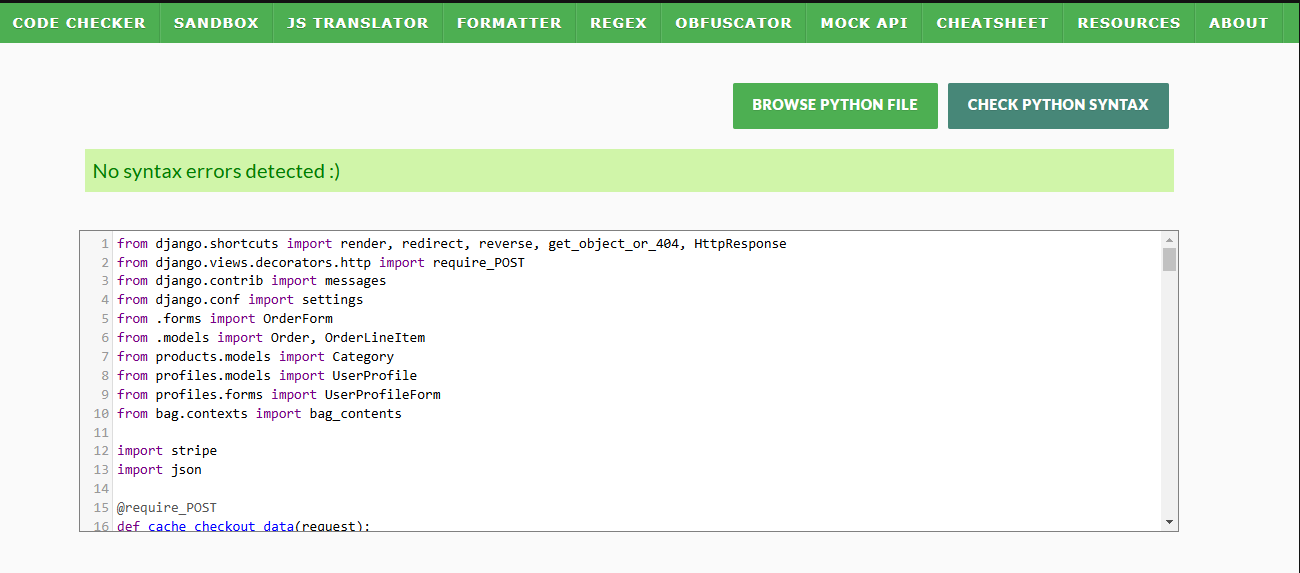 CODE CHECKER SANDBOX JS TRANSLATOR FORMATTER REGEX OBFUSCATOR MOCK API CHEATSHEET RESOURCES ABOUT
BROWSE PYTHON FILE CHECK PYTHON SYNTAX
No syntax errors detected :)
1 from django.shortcuts import render, redirect, reverse, get_object_or_404, HttpResponse
2 from django.views.decorators.http import require_POST
3 from django.contrib import messages
4 from django.conf import settings
5 from .forms import OrderForm
6 from .models import Order, OrderLineItem
7 from products.models import Category
8 from profiles.models import UserProfile
9 from profiles.forms import UserProfileForm
10 from bag.contexts import bag_contents
11
12 import stripe
13 import json
14
15 @require_POST
16 def cache_checkout_data(request):